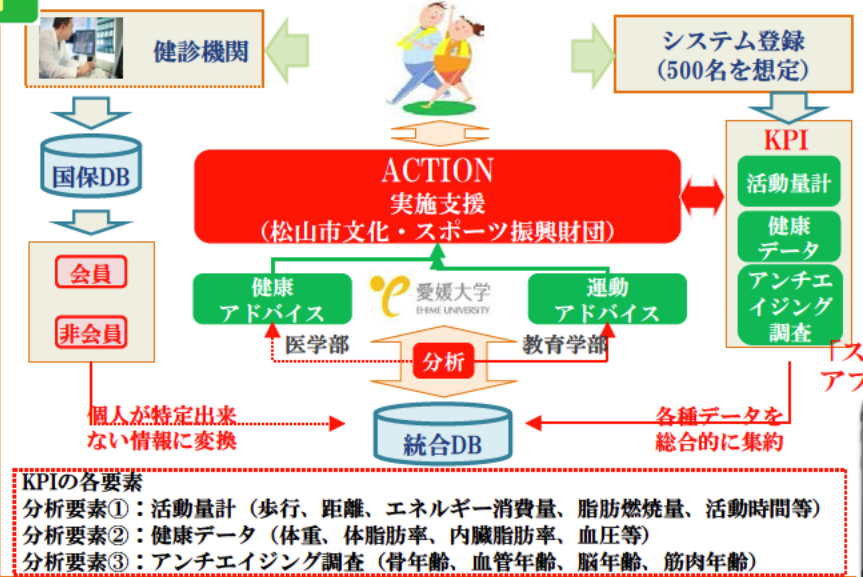 健診機関
システム登録
(500名を想定)
国保DB
会員
非会員
ACTION
実施支援
(松山市文化・スポーツ振興財団)
KPI
活動量計
健康
データ
アンチエ
イジング
調査
健康
アドバイス
愛媛大学
EHIME UNIVERSITY
運動
アドバイス
医学部
分析
教育学部
「ス
アプ
個人が特定出来
ない情報に変換
統合DB
各種データを
総合的に集約
KPIの各要素
分析要素①：活動量計（歩行、距離、エネルギー消費量、脂肪燃焼量、活動時間等）
分析要素②：健康データ（体重、体脂肪率、内臓脂肪率、血圧等）
分析要素③：アンチエイジング調査（骨年齢、血管年齢、脳年齢、筋肉年齢）